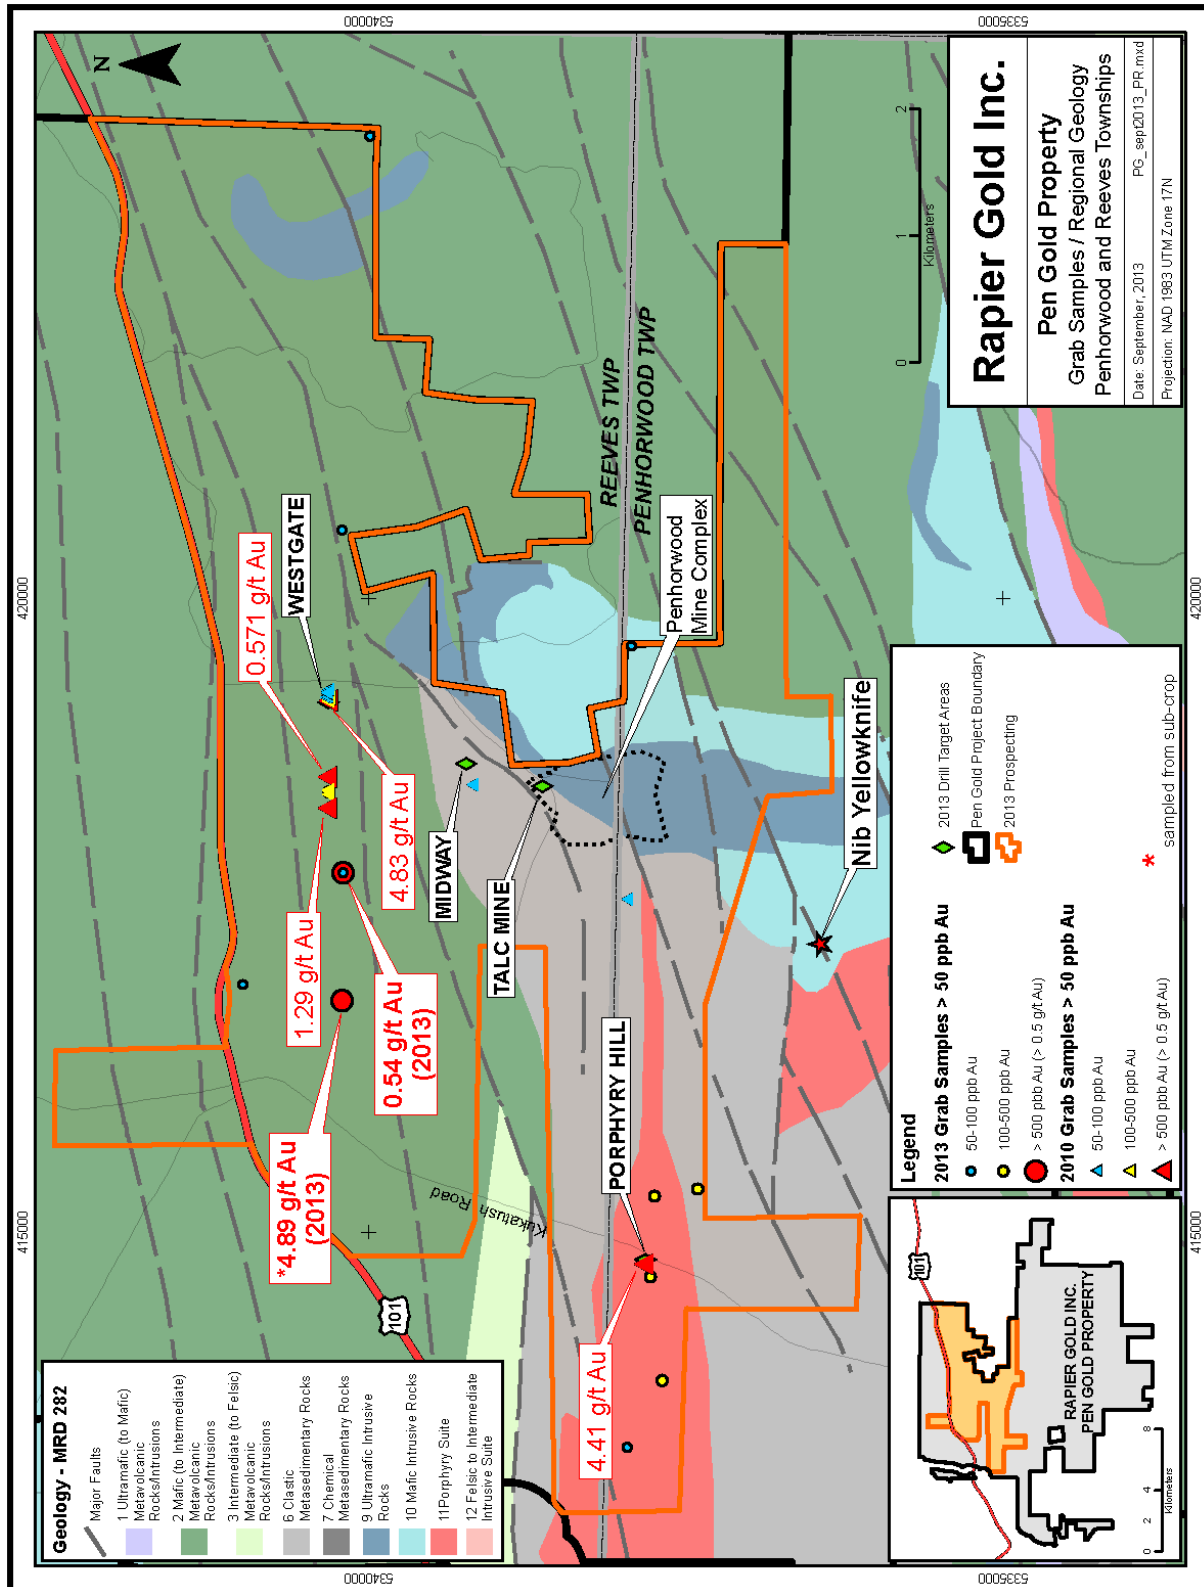 5340000
5335000
N
415000
420000
0.571 g/t Au
WESTGATE
1.29 g/t Au
4.83 g/t Au
*4.89 g/t Au
(2013)
0.54 g/t Au
(2013)
MIDWAY
TALC MINE
REEVES TWP
PENHORWOOD TWP
Penhorwood
Mine Complex
PORPHYRY HILL
4.41 g/t Au
Nib Yellowknife
Kukatush Road
101
Geology - MRD 282
Major Faults
1 Ultramafic (to Mafic)
Metavolcanic
Rocks/Intrusions
2 Mafic (to Intermediate)
Metavolcanic
Rocks/Intrusions
3 Intermediate (to Felsic)
Metavolcanic
Rocks/Intrusions
6 Clastic
Metasedimentary Rocks
7 Chemical
Metasedimentary Rocks
9 Ultramafic Intrusive
Rocks
10 Mafic Intrusive Rocks
11Porphyry Suite
12 Felsic to Intermediate
Intrusive Suite
101
RAPIER GOLD INC.
PEN GOLD PROPERTY
0 2 4 8
Kilometers
Legend
2013 Grab Samples > 50 ppb Au
50-100 ppb Au
100-500 ppb Au
> 500 pbb Au (> 0.5 g/t Au)
2010 Grab Samples > 50 ppb Au
50-100 ppb Au
100-500 ppb Au
> 500 pbb Au (> 0.5 g/t Au)
2013 Drill Target Areas
Pen Gold Project Boundary
2013 Prospecting
* sampled from sub-crop
0 1 2
Kilometers
Rapier Gold Inc.
Pen Gold Property
Grab Samples / Regional Geology
Penhorwood and Reeves Townships
Date: September, 2013 PG_sept2013_PR.mxd
Projection: NAD 1983 UTM Zone 17N
415000
420000
5340000
5335000